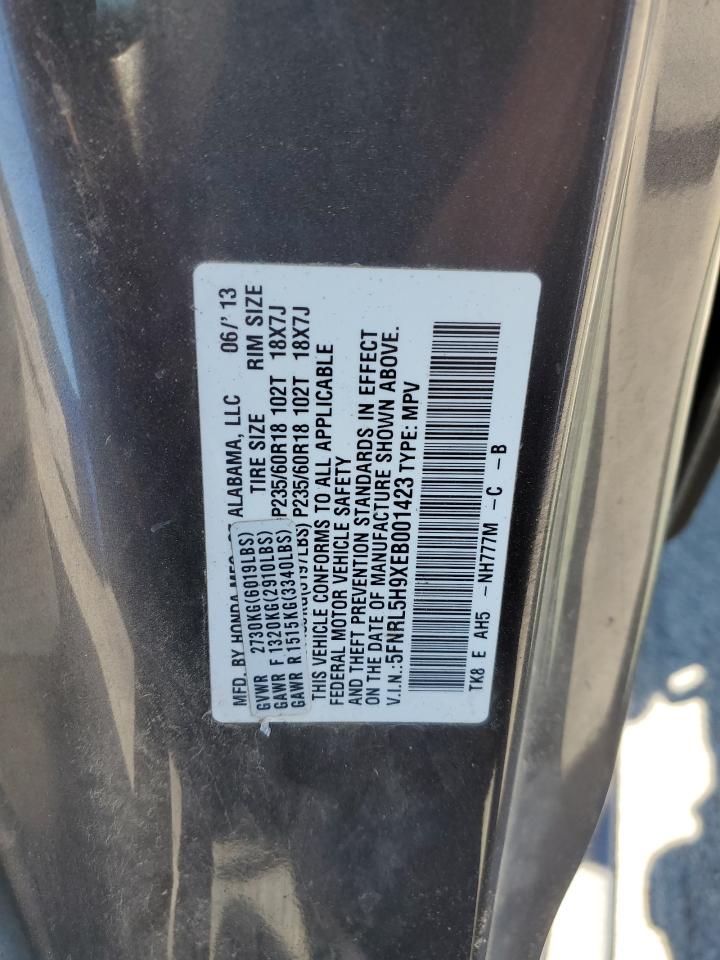 MFD. BY HONDA MFG. ALABAMA, LLC 06/'13
TIRE SIZE RIM SIZE
GVWR 2730KG(6019LBS)
GAWR F 1320KG(2910LBS) P235/60R18 102T 18X7J
GAWR R 1515KG(3340LBS) P235/60R18 102T 18X7J
THIS VEHICLE CONFORMS TO ALL APPLICABLE
FEDERAL MOTOR VEHICLE SAFETY
AND THEFT PREVENTION STANDARDS IN EFFECT
ON THE DATE OF MANUFACTURE SHOWN ABOVE.
V.I.N.:5FNRL5H9XEB001423 TYPE: MPV
TK8 E AH5 -NH777M -C -B